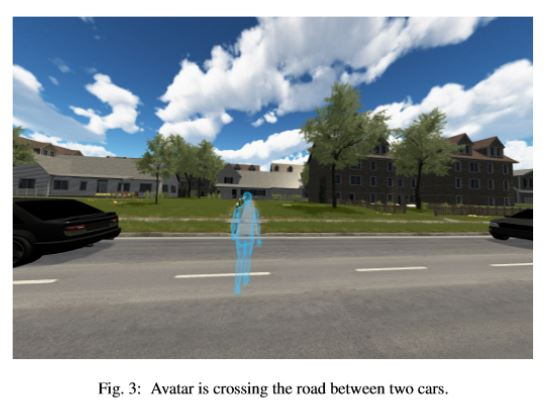 Fig. 3: Avatar is crossing the road between two cars.